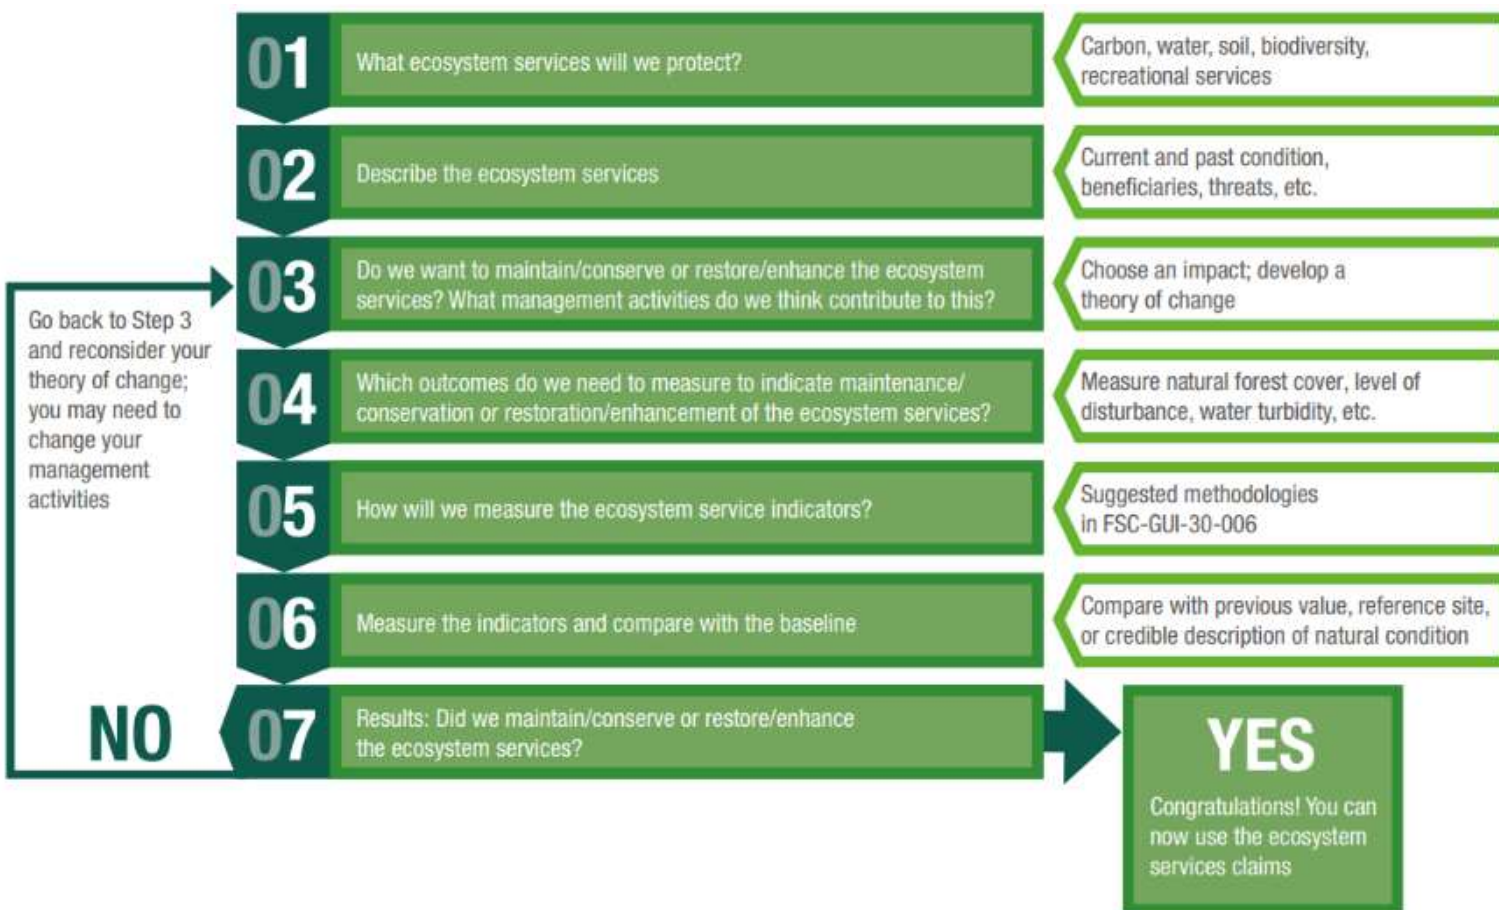 01
What ecosystem services will we protect?
Carbon, water, soil, biodiversity,
recreational services
02
Describe the ecosystem services
Current and past condition,
beneficiaries, threats, etc.
03
Do we want to maintain/conserve or restore/enhance the ecosystem
services? What management activities do we think contribute to this?
Choose an impact; develop a
theory of change
Go back to Step 3
and reconsider your
theory of change;
you may need to
change your
management
activities
04
Which outcomes do we need to measure to indicate maintenance/
conservation or restoration/enhancement of the ecosystem services?
Measure natural forest cover, level of
disturbance, water turbidity, etc.
05
How will we measure the ecosystem service indicators?
Suggested methodologies
in FSC-GUI-30-006
06
Measure the indicators and compare with the baseline
Compare with previous value, reference site,
or credible description of natural condition
NO
07
Results: Did we maintain/conserve or restore/enhance
the ecosystem services?
YES
Congratulations! You can
now use the ecosystem
services claims